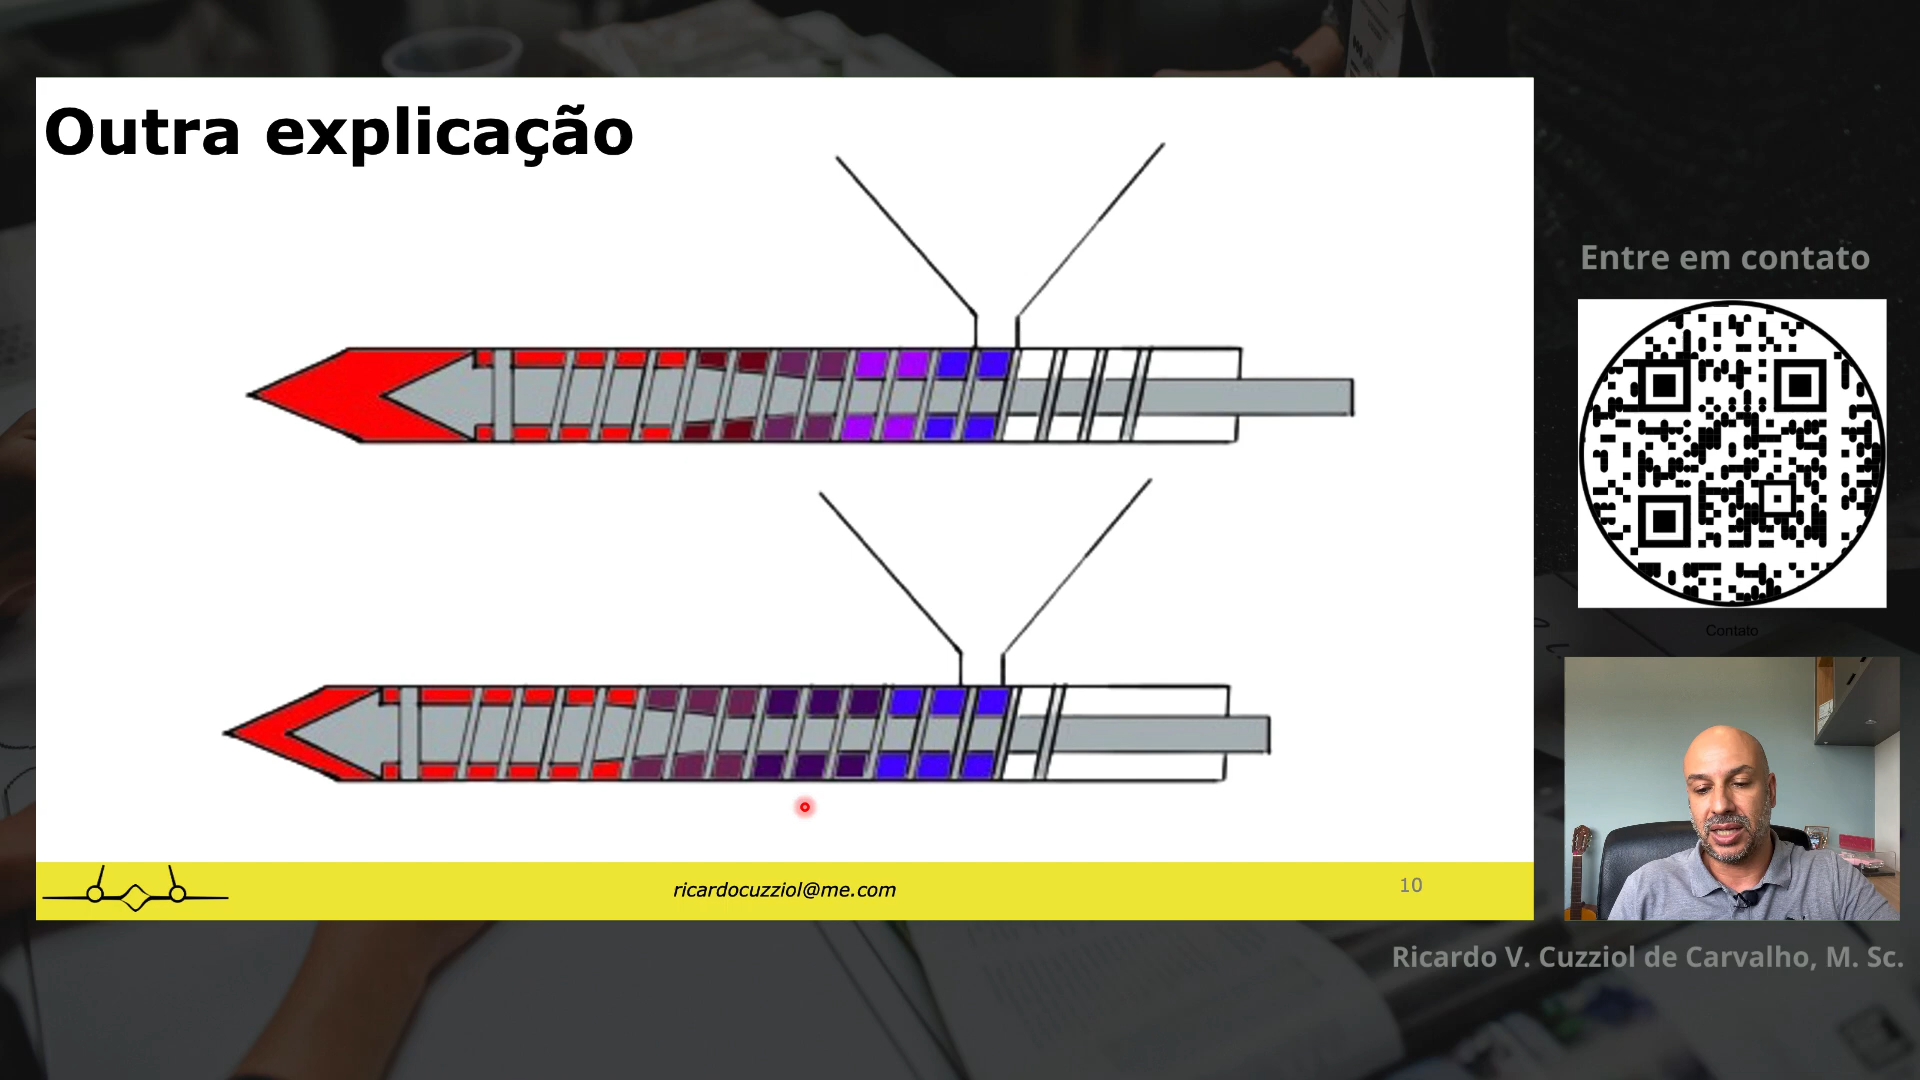 Outra explicação
Entre em contato
Contato
ricardocuzziol@me.com
10
Ricardo V. Cuzziol de Carvalho, M. Sc.